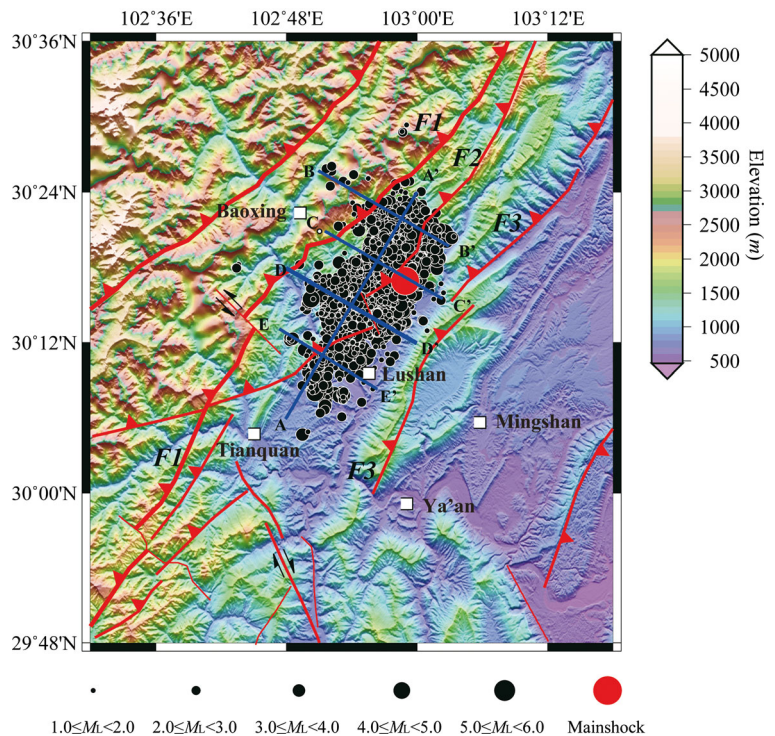 102°36'E 102°48'E 103°00'E 103°12'E
30°36'N
30°24'N
30°12'N
30°00'N
29°48'N
F1
F2
F3
B
A'
Baoxing
C
B'
D
C'
E
D'
Lushan
E'
A
Mingshan
Tianquan
F1
F3
Ya'an
5000
4500
4000
3500
3000
2500
2000
1500
1000
500
Elevation (m)
1.0≤ML<2.0 2.0≤ML<3.0 3.0≤ML<4.0 4.0≤ML<5.0 5.0≤ML<6.0 Mainshock